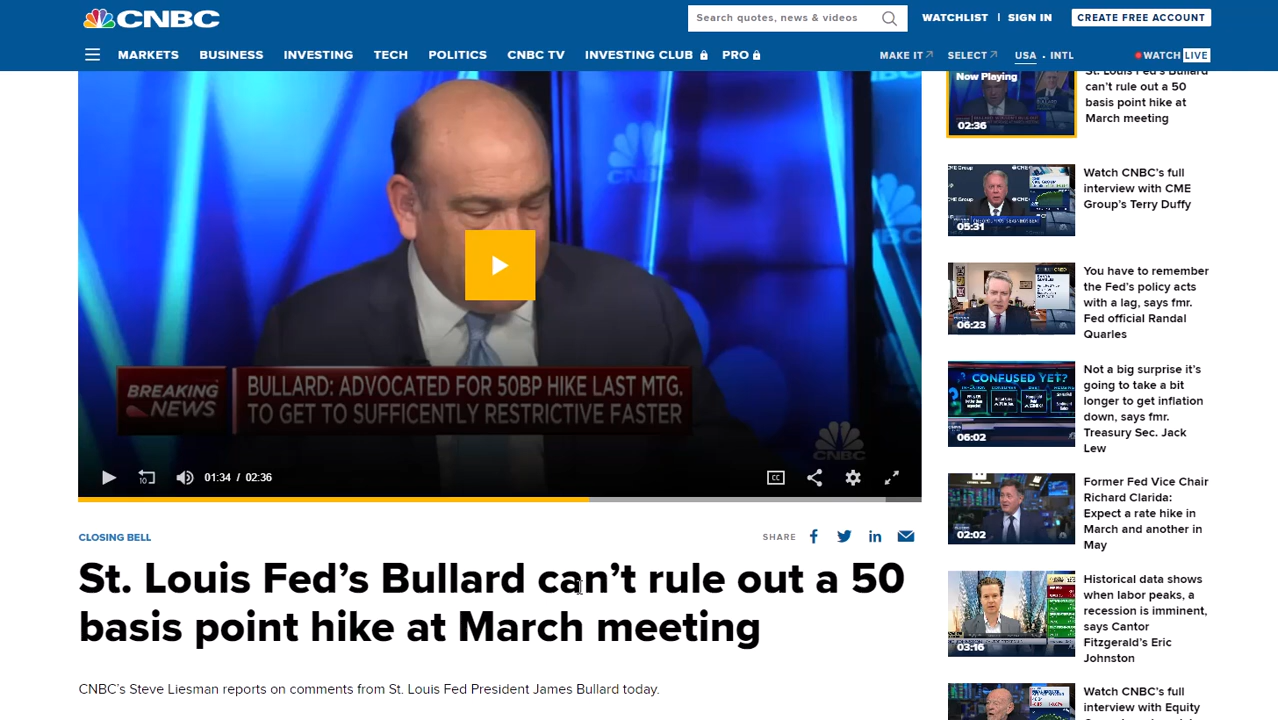 CNBC
Search quotes, news & videos
WATCHLIST
SIGN IN
CREATE FREE ACCOUNT
MARKETS
BUSINESS
INVESTING
TECH
POLITICS
CNBC TV
INVESTING CLUB
PRO
MAKE IT
SELECT
USA
INTL
WATCH LIVE
BREAKING
NEWS
BULLARD: ADVOCATED FOR 50BP HIKE LAST MTG.
TO GET TO SUFFICENTLY RESTRICTIVE FASTER
CNBC
10
01:34 / 02:36
CC
CLOSING BELL
SHARE
St. Louis Fed’s Bullard can’t rule out a 50
basis point hike at March meeting
CNBC’s Steve Liesman reports on comments from St. Louis Fed President James Bullard today.
Now Playing
02:36
St. Louis Fed’s Bullard
can’t rule out a 50
basis point hike at
March meeting
05:31
Watch CNBC’s full
interview with CME
Group’s Terry Duffy
06:23
You have to remember
the Fed’s policy acts
with a lag, says fmr.
Fed official Randal
Quarles
CONFUSED YET?
06:02
Not a big surprise it’s
going to take a bit
longer to get inflation
down, says fmr.
Treasury Sec. Jack
Lew
02:02
Former Fed Vice Chair
Richard Clarida:
Expect a rate hike in
March and another in
May
03:16
Historical data shows
when labor peaks, a
recession is imminent,
says Cantor
Fitzgerald’s Eric
Johnston
Watch CNBC’s full
interview with Equity